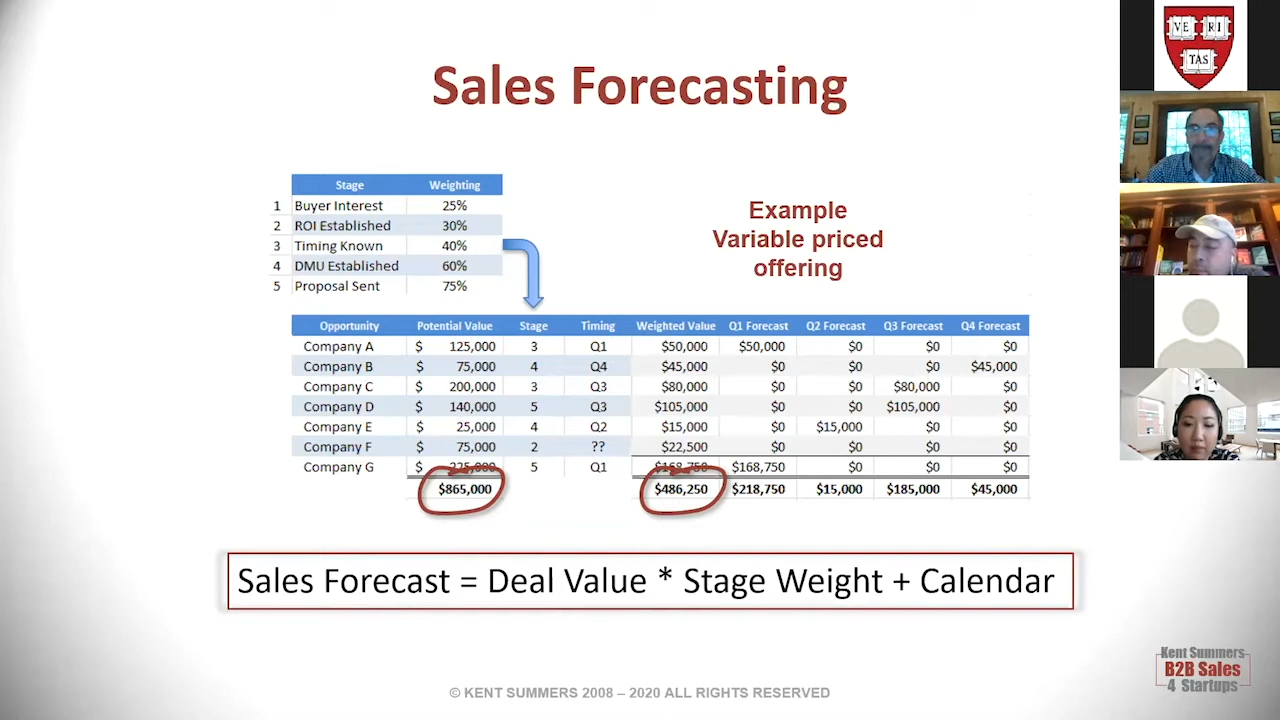 Sales Forecasting
Stage Weighting
1 Buyer Interest 25%
2 ROI Established 30%
3 Timing Known 40%
4 DMU Established 60%
5 Proposal Sent 75%
Example
Variable priced
offering
Opportunity Potential Value Stage Timing Weighted Value Q1 Forecast Q2 Forecast Q3 Forecast Q4 Forecast
Company A $ 125,000 3 Q1 $50,000 $50,000 $0 $0 $0
Company B $ 75,000 4 Q4 $45,000 $0 $0 $0 $45,000
Company C $ 200,000 3 Q3 $80,000 $0 $0 $80,000 $0
Company D $ 140,000 5 Q3 $105,000 $0 $0 $105,000 $0
Company E $ 25,000 4 Q2 $15,000 $0 $15,000 $0 $0
Company F $ 75,000 2 ?? $22,500 $0 $0 $0 $0
Company G $ 225,000 5 Q1 $168,750 $168,750 $0 $0 $0
$865,000 $486,250 $218,750 $15,000 $185,000 $45,000
Sales Forecast = Deal Value * Stage Weight + Calendar
© KENT SUMMERS 2008 – 2020 ALL RIGHTS RESERVED
Kent Summers
B2B Sales
4 Startups
VE RI
TAS